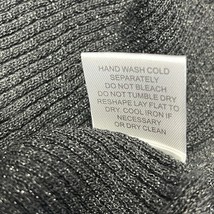 HAND WASH COLD
SEPARATELY
DO NOT BLEACH
DO NOT TUMBLE DRY
RESHAPE LAY FLAT TO
DRY. COOL IRON IF
NECESSARY
OR DRY CLEAN